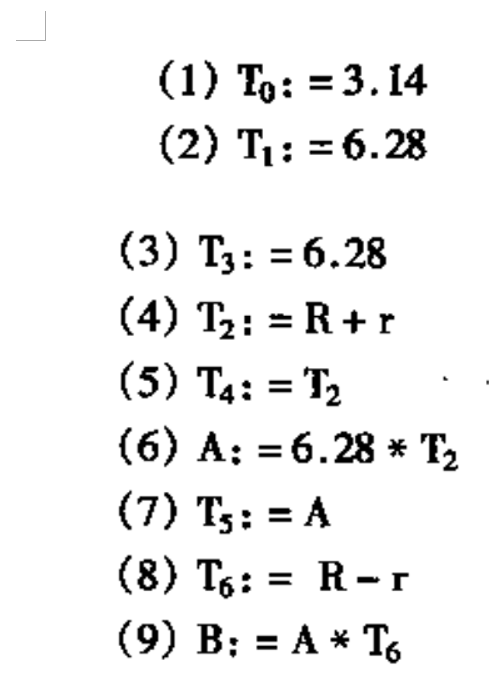 (1) T₀: = 3.14
(2) T₁: = 6.28
(3) T₃: = 6.28
(4) T₂: = R + r
(5) T₄: = T₂
(6) A: = 6.28 * T₂
(7) T₅: = A
(8) T₆: = R - r
(9) B: = A * T₆